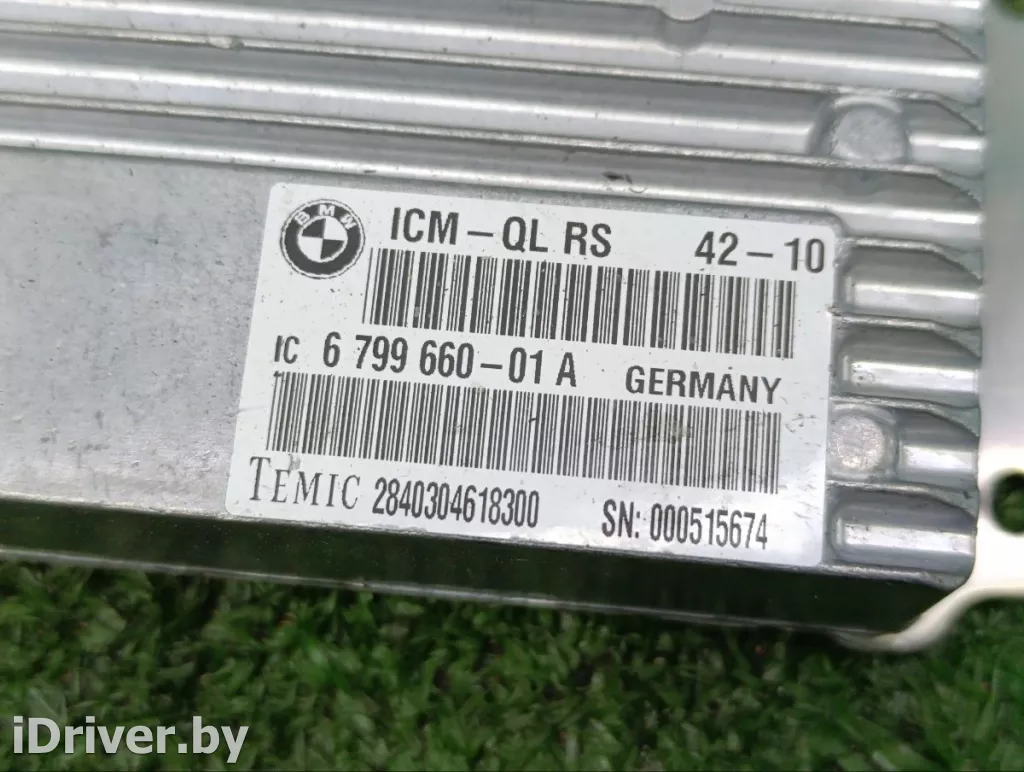 BMW
ICM – QL RS 42 – 10
IC 6 799 660 – 01 A GERMANY
TEMIC 2840304618300 SN: 000515674
iDriver.by